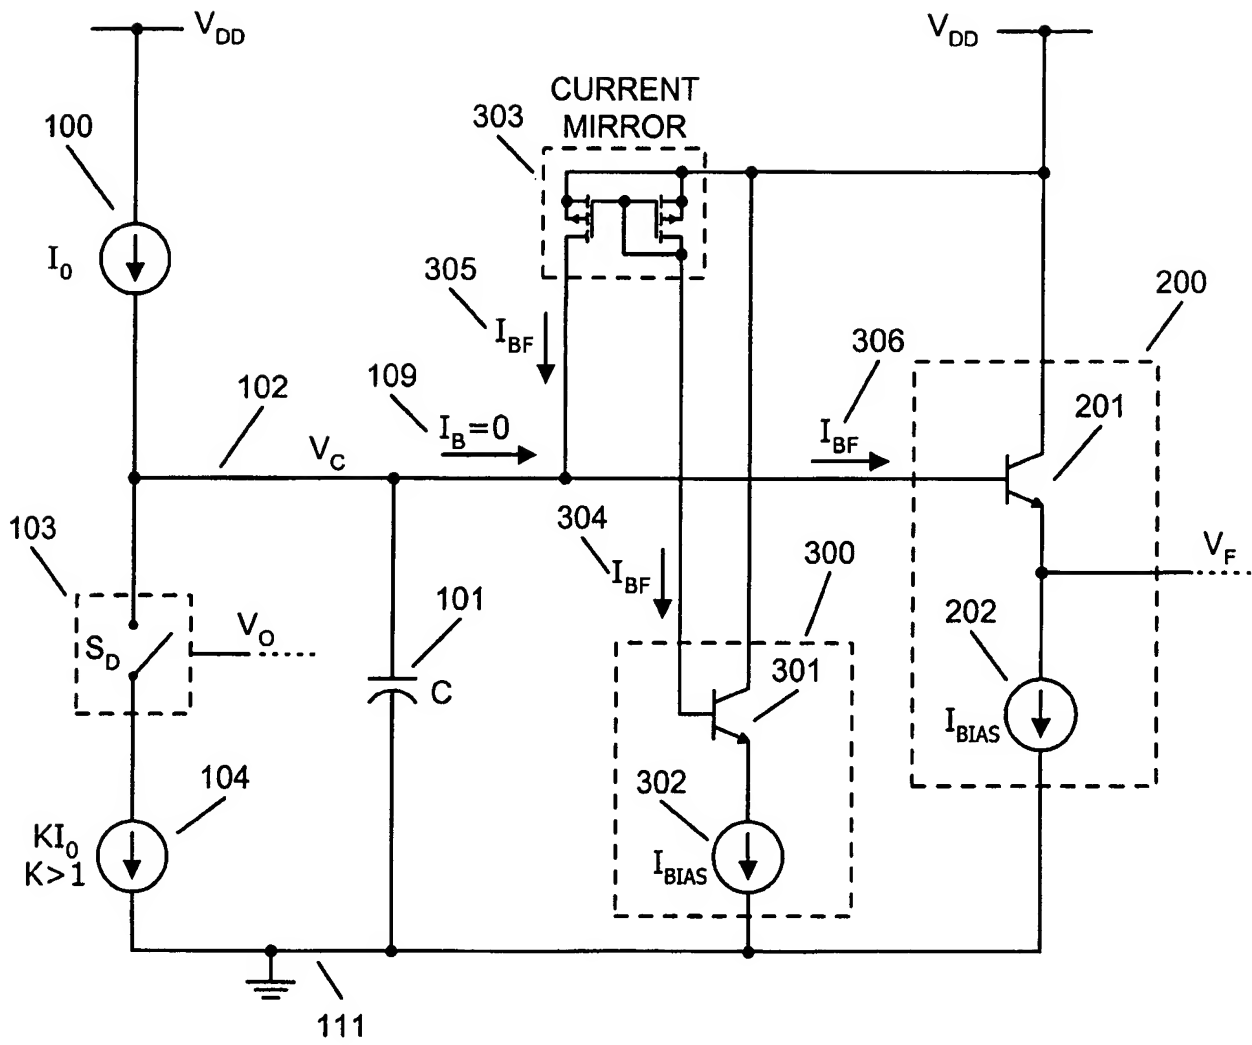 V_DD
V_DD
CURRENT
MIRROR
303
100
I_0
305
I_BF
200
306
I_BF
109
I_B=0
102
V_C
201
103
304
I_BF
300
V_F
S_D
V_O
101
C
202
301
I_BIAS
104
302
KI_0
K>1
I_BIAS
111